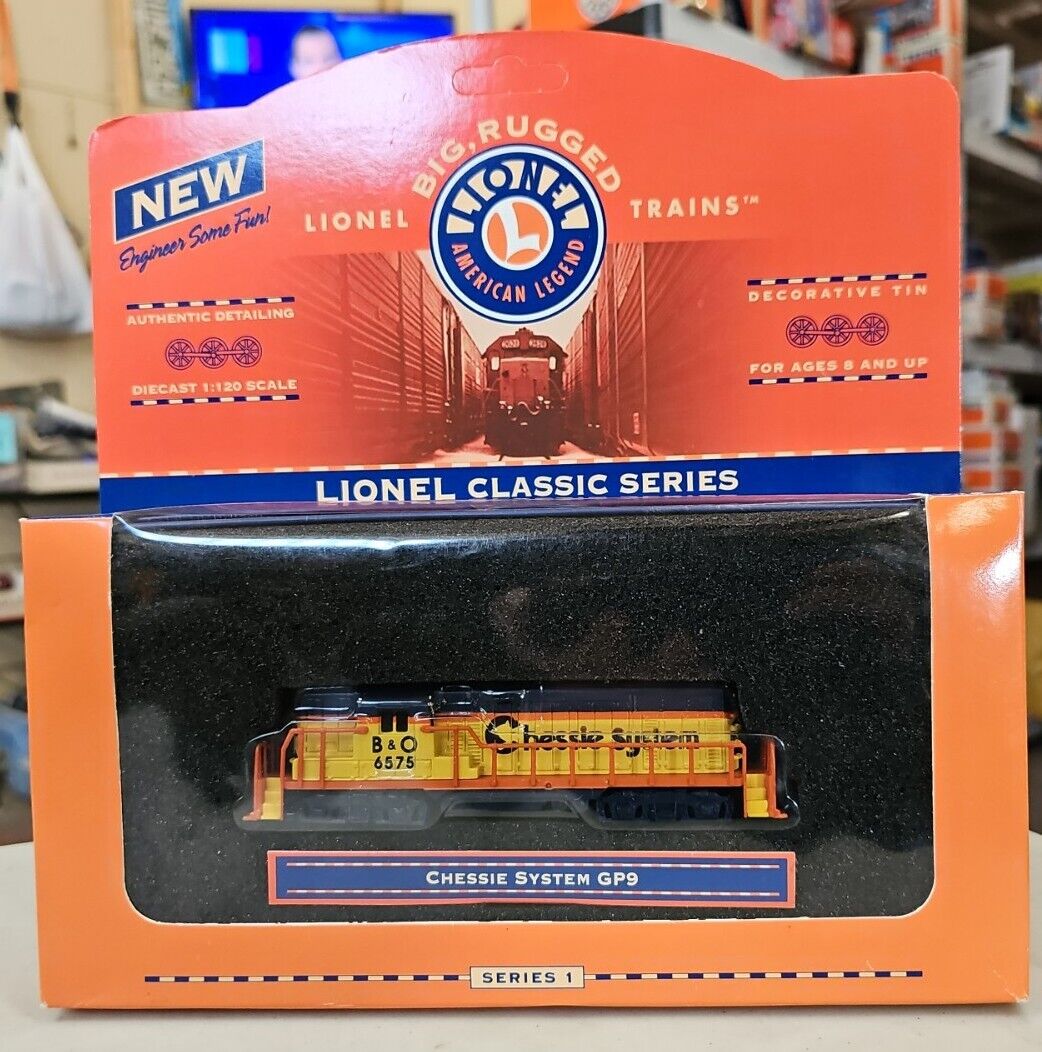 NEW
Engineer Some Fun!
BIG, RUGGED
LIONEL TRAINS™
LIONEL
L
AMERICAN LEGEND
AUTHENTIC DETAILING
DIECAST 1:120 SCALE
DECORATIVE TIN
FOR AGES 8 AND UP
LIONEL CLASSIC SERIES
B & O
6575
Chessie System
CHESSIE SYSTEM GP9
SERIES 1